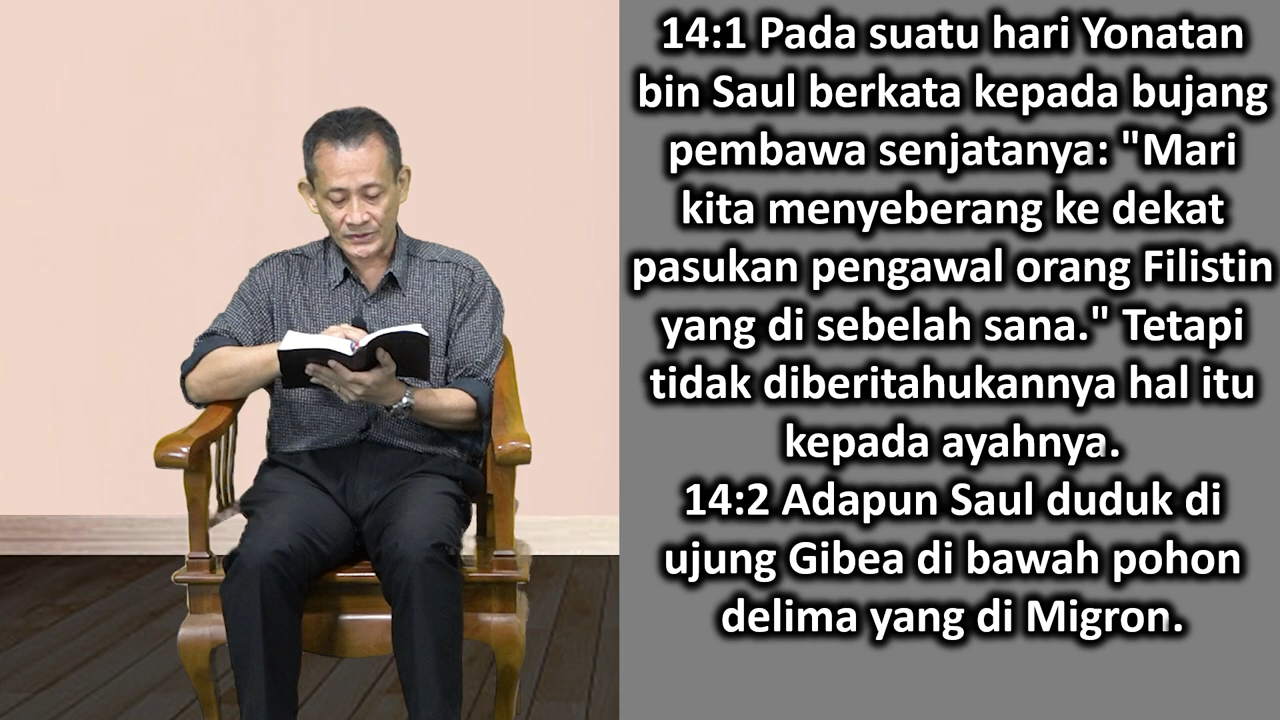 14:1 Pada suatu hari Yonatan
bin Saul berkata kepada bujang
pembawa senjatanya: "Mari
kita menyeberang ke dekat
pasukan pengawal orang Filistin
yang di sebelah sana." Tetapi
tidak diberitahukannya hal itu
kepada ayahnya.
14:2 Adapun Saul duduk di
ujung Gibea di bawah pohon
delima yang di Migron.